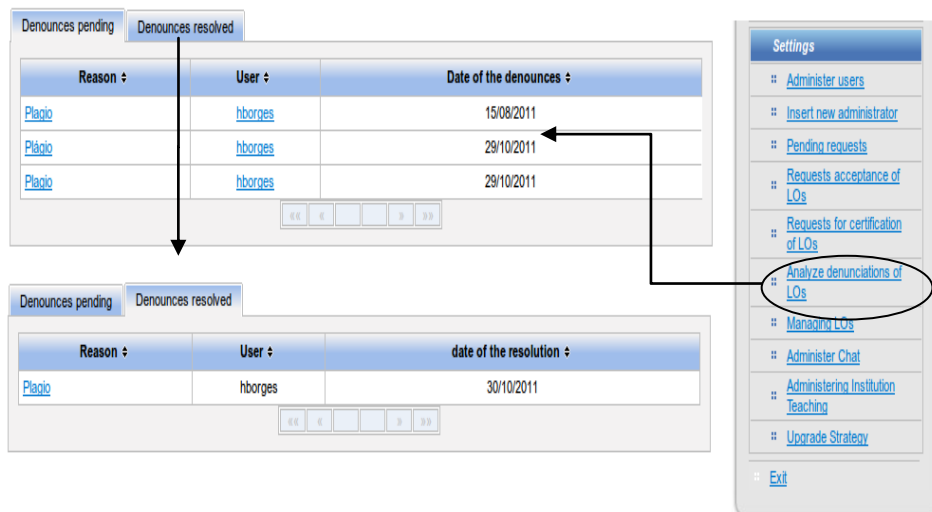 Denounces pending Denounces resolved
Reason User Date of the denounces
Plagio hborges 15/08/2011
Plágio hborges 29/10/2011
Plagio hborges 29/10/2011
«« « » »»
Denounces pending Denounces resolved
Reason User date of the resolution
Plagio hborges 30/10/2011
«« « » »»
Settings
Administer users
Insert new administrator
Pending requests
Requests acceptance of
LOs
Requests for certification
of LOs
Analyze denunciations of
LOs
Managing LOs
Administer Chat
Administering Institution
Teaching
Upgrade Strategy
Exit